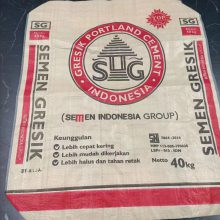 SG
SG
TOP
GRESIK PORTLAND CEMENT
SG
INDONESIA
SEMEN GRESIK
SEMEN GRESIK
(SEMEN INDONESIA GROUP)
Keunggulan
• Lebih cepat kering
• Lebih mudah dikerjakan
• Lebih halus dan tahan retak
Netto 40kg